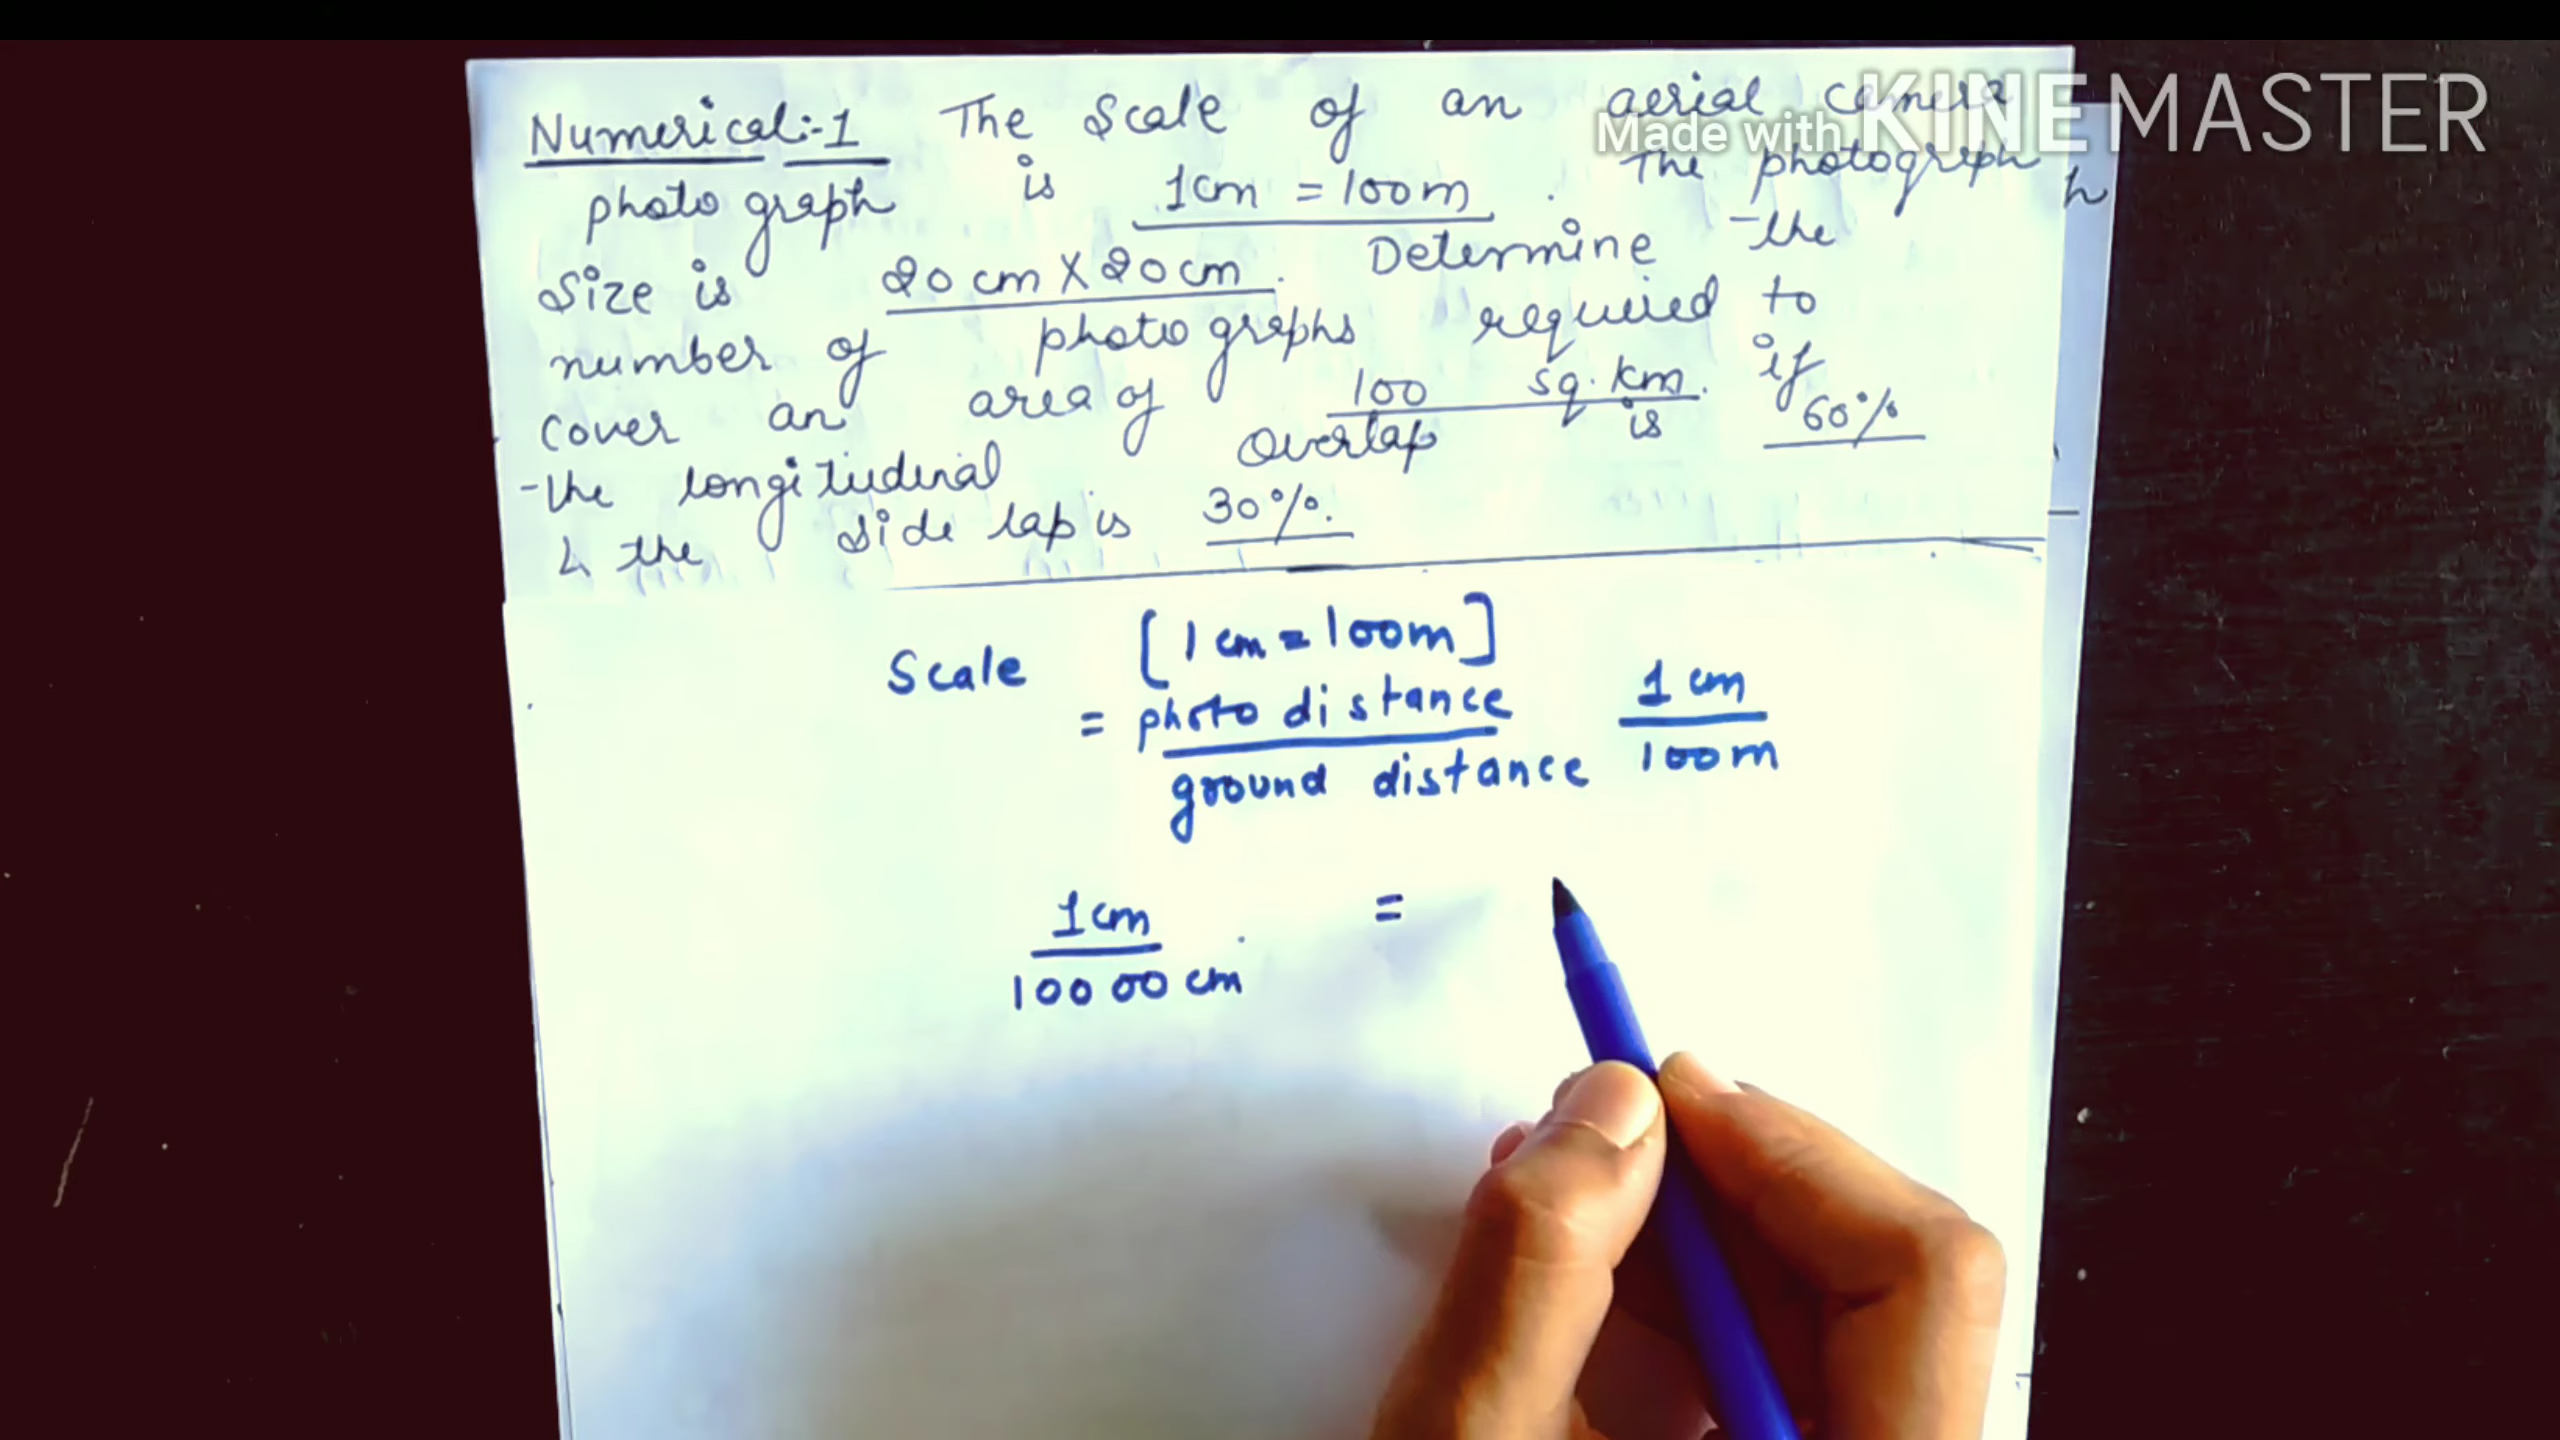 Made with KINEMASTER
Numerical:-1 The Scale of an aerial camera
photograph is 1cm = 100m. The photograph h
Size is 20 cm X 20 cm. Determine the
number of photographs required to
cover an area of 100 sq. km. if
the longitudinal overlap is 60%
& the side lap is 30%.
Scale [1 cm = 100m]
= photo distance 1 cm
ground distance 100m
1 cm =
10000 cm